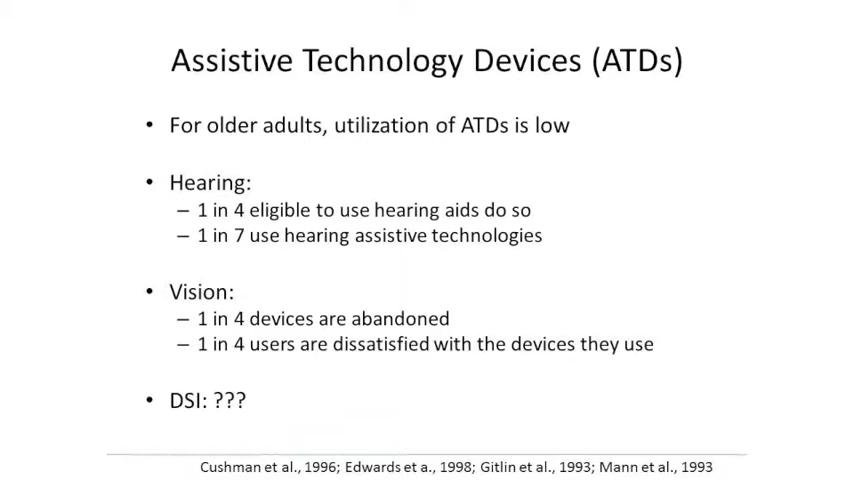 Assistive Technology Devices (ATDs)
• For older adults, utilization of ATDs is low
• Hearing:
– 1 in 4 eligible to use hearing aids do so
– 1 in 7 use hearing assistive technologies
• Vision:
– 1 in 4 devices are abandoned
– 1 in 4 users are dissatisfied with the devices they use
• DSI: ???
Cushman et al., 1996; Edwards et a., 1998; Gitlin et al., 1993; Mann et al., 1993